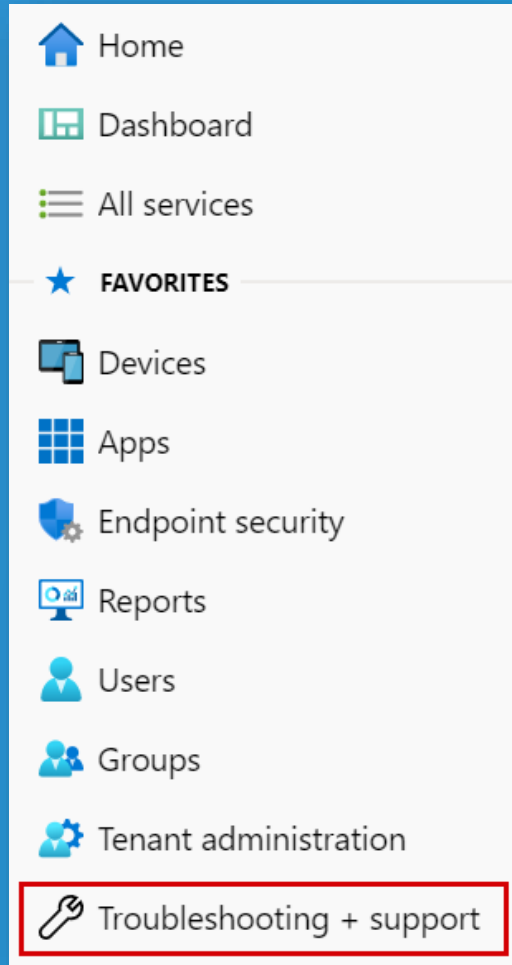 Home
Dashboard
All services
FAVORITES
Devices
Apps
Endpoint security
Reports
Users
Groups
Tenant administration
Troubleshooting + support